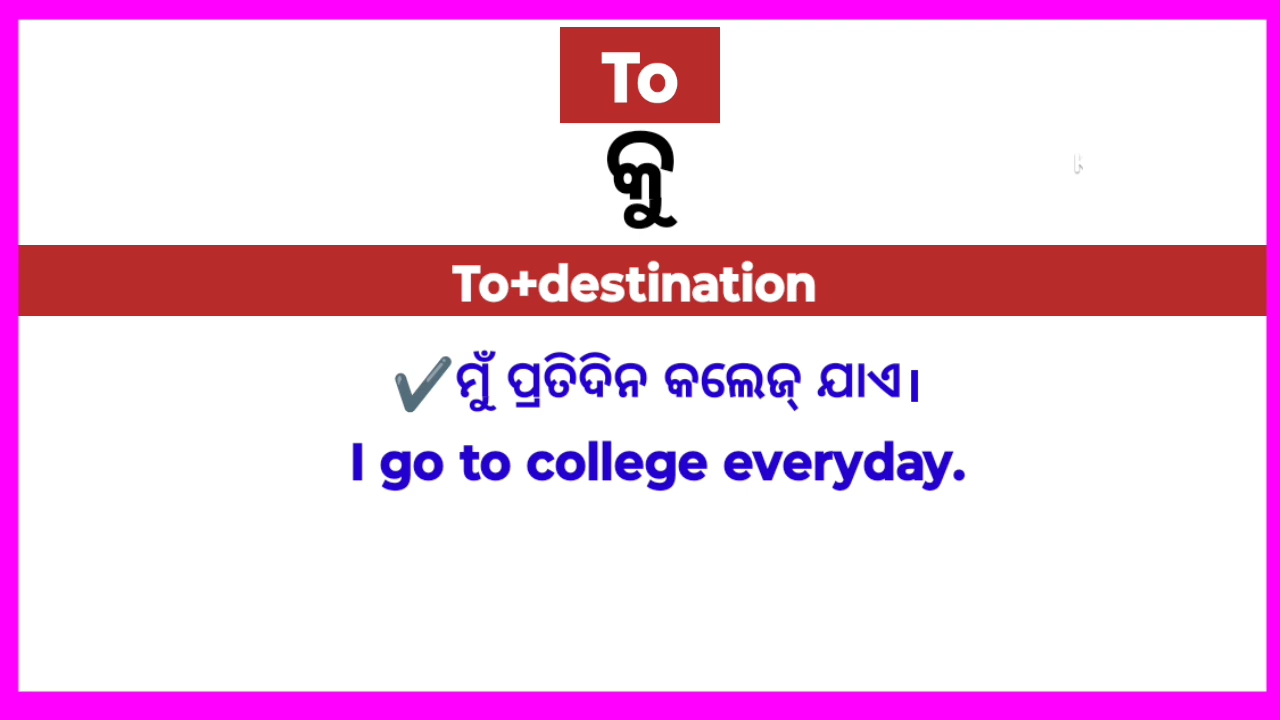 To
କୁ
To+destination
✔️ମୁଁ ପ୍ରତିଦିନ କଲେଜ୍ ଯାଏ।
I go to college everyday.